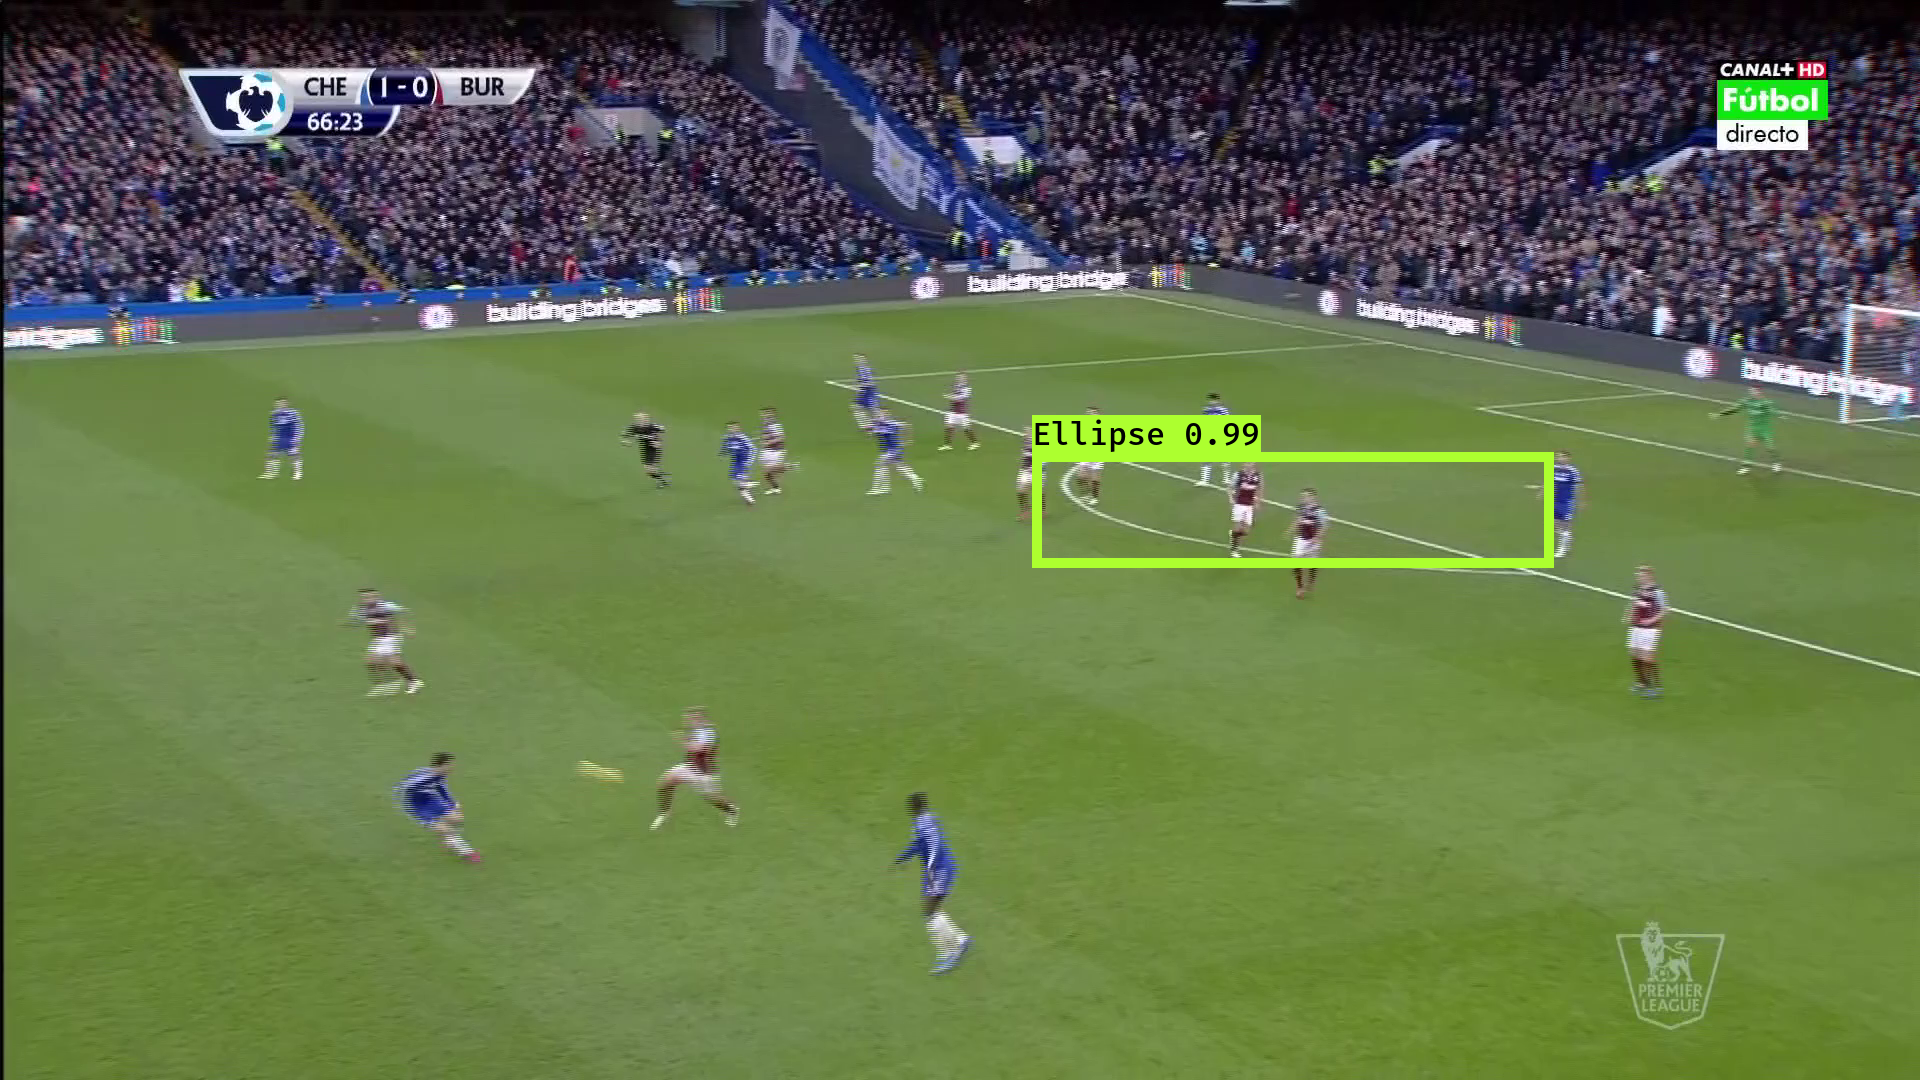 CHE 1 - 0 BUR
66:23
CANAL+ HD
Fútbol
directo
building bridge
building bridges
building bridges
building bridges
Ellipse 0.99
PREMIER
LEAGUE